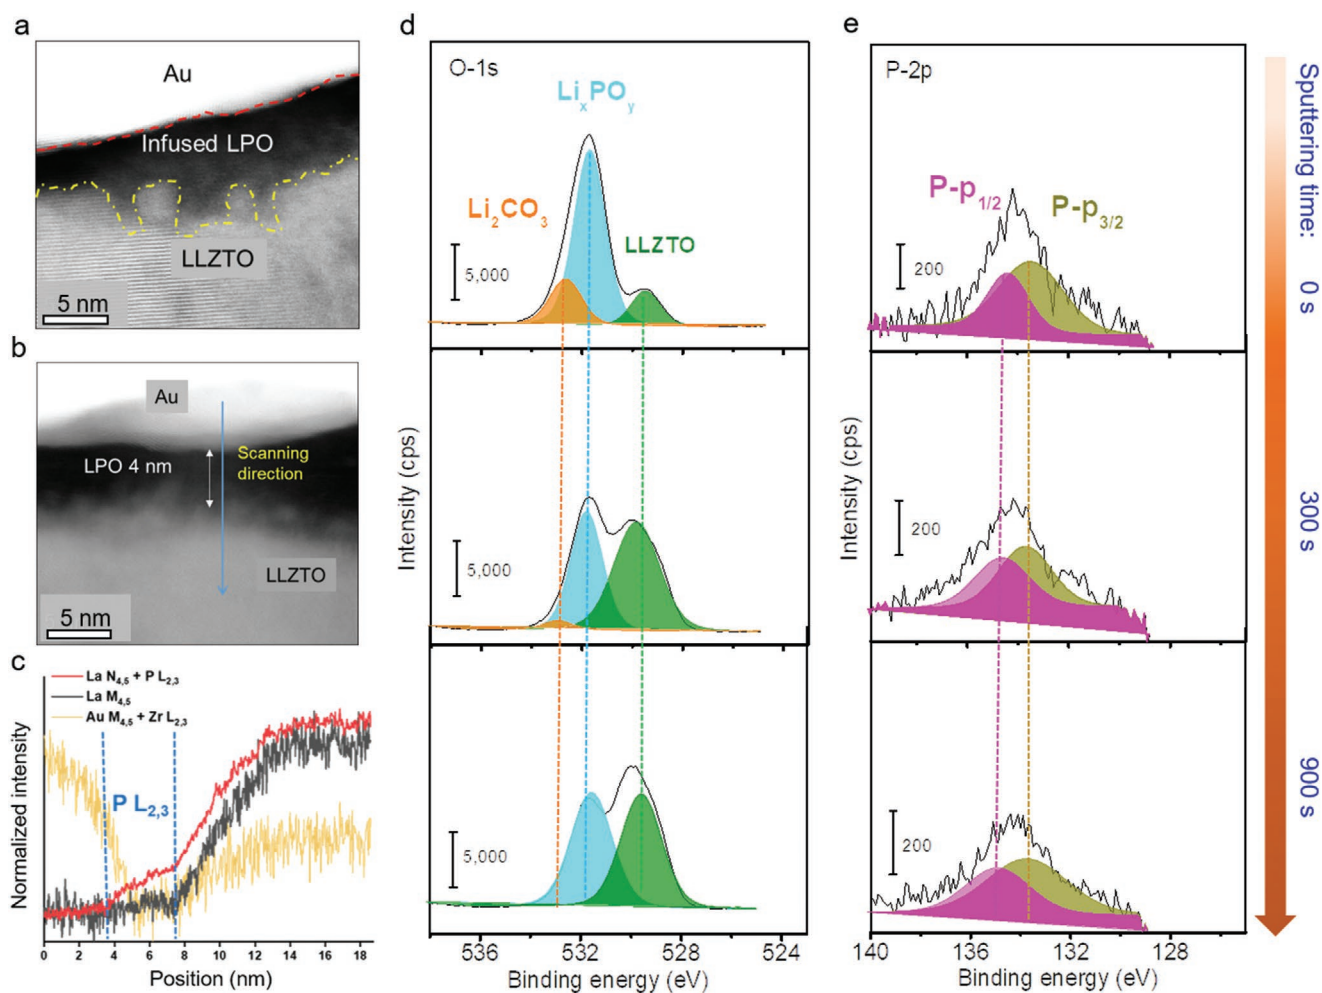 a
Au
Infused LPO
LLZTO
5 nm
b
Au
LPO 4 nm
Scanning
direction
LLZTO
5 nm
c
La N4,5 + P L2,3
La M4,5
Au M4,5 + Zr L2,3
P L2,3
Normalized intensity
0 2 4 6 8 10 12 14 16 18
Position (nm)
d
O-1s
LixPOy
Li2CO3
LLZTO
5,000
5,000
5,000
Intensity (cps)
536 532 528 524
Binding energy (eV)
e
P-2p
P-p1/2
P-p3/2
200
200
200
Intensity (cps)
140 136 132 128
Binding energy (eV)
Sputtering time:
0 s
300 s
900 s